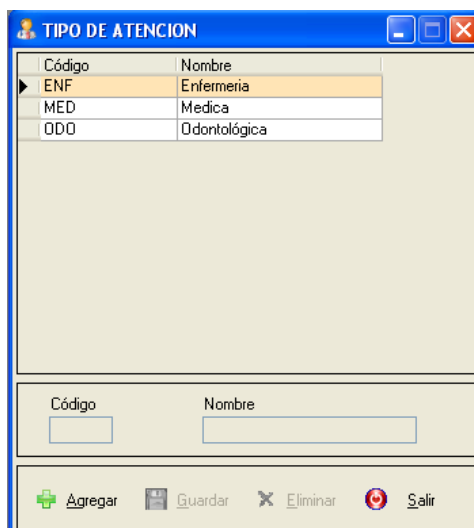 TIPO DE ATENCION
Código Nombre
ENF Enfermeria
MED Medica
ODO Odontológica
Código Nombre
Agregar Guardar Eliminar Salir